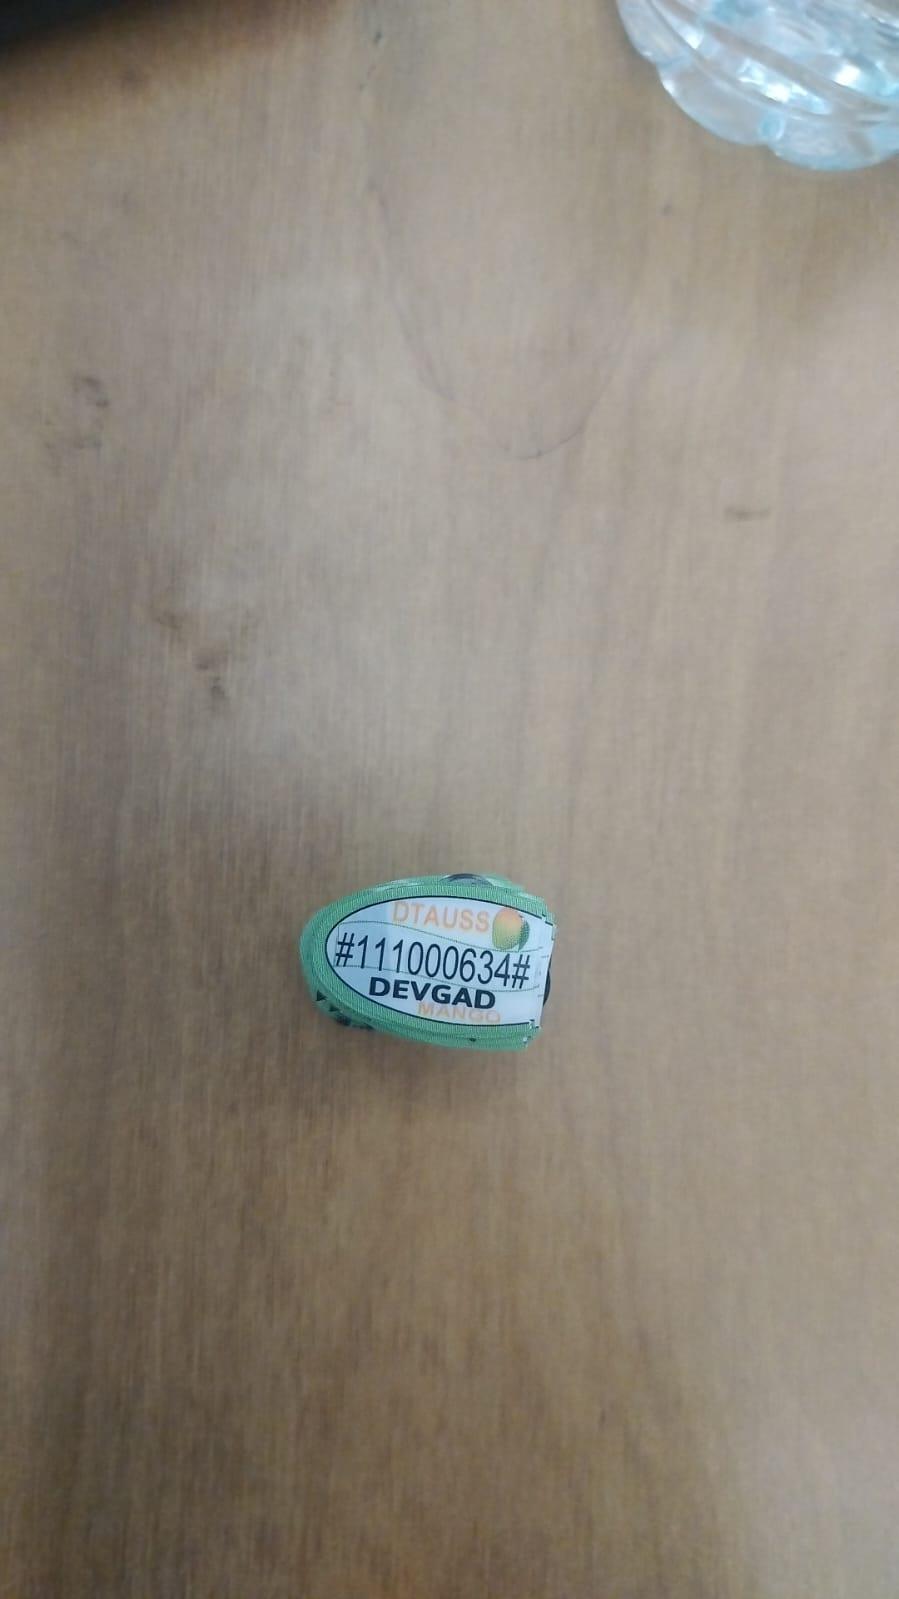 DTAUSS
#111000634#
DEVGAD
MANGO